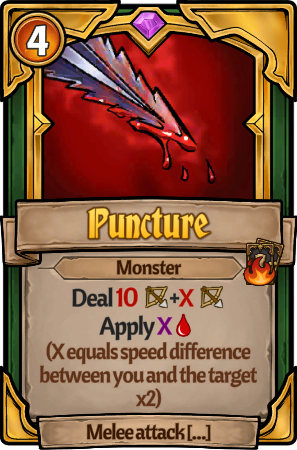 4
Puncture
Monster
Deal 10 +X
Apply X
(X equals speed difference
between you and the target
x2)
Melee attack [...]